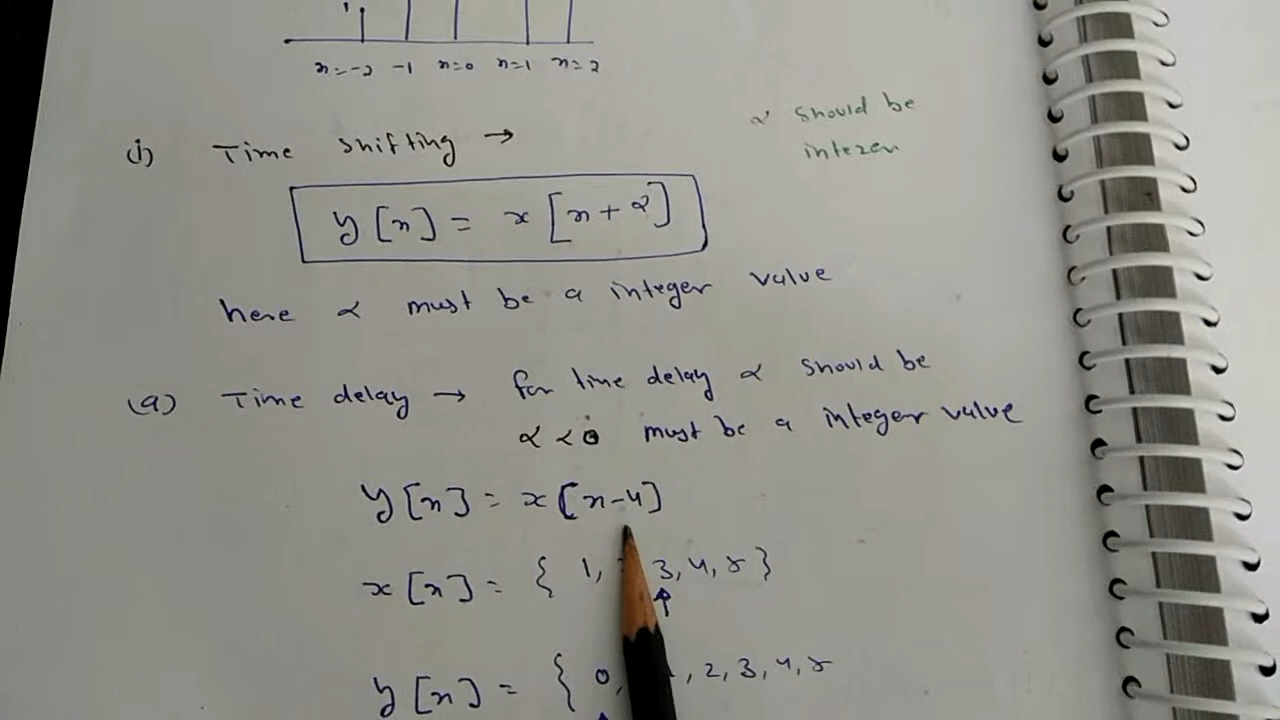 n=-2 -1 n=0 n=1 n=2
α should be
intezer
(i) Time shifting →
y[n] = x[n+α]
here α must be a integer value
(a) Time delay → for time delay α should be
α<0 must be a integer value
y[n] = x[n-4]
x[n] = { 1, 3, 4, 5 }
↑
y[n] = { 0, , 2, 3, 4, 5